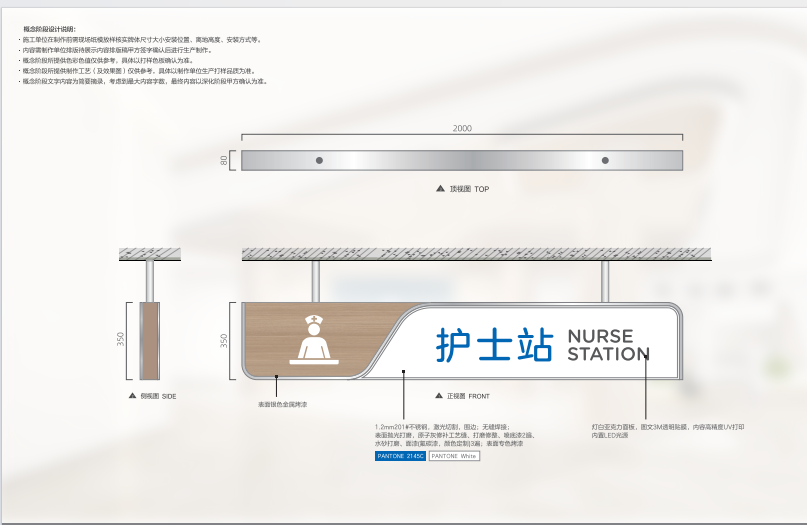 概念阶段设计说明：
· 施工单位在制作前需现场纸模放样核实牌体尺寸大小安装位置、离地高度、安装方式等。
· 内容需制作单位排版待展示内容排版稿甲方签字确认后进行生产制作。
· 概念阶段所提供色彩色值仅供参考，具体以打样色板确认为准。
· 概念阶段所提供制作工艺（及效果图）仅供参考，具体以制作单位生产打样品质为准。
· 概念阶段文字内容为简要摘录，考虑到最大内容字数，最终内容以深化阶段甲方确认为准。
2000
80
顶视图 TOP
350
350
护士站
NURSE
STATION
侧视图 SIDE
正视图 FRONT
表面银色金属烤漆
1.2mm201#不锈钢，激光切割，围边，无缝焊接；
表面抛光打磨，原子灰修补工艺缝，打磨修整，喷底漆2遍，
水砂打磨，面漆(氟碳漆，颜色定制)3遍；表面专色烤漆
PANTONE 2145C
PANTONE White
灯白亚克力面板，图文3M透明贴膜，内容高精度UV打印
内置LED光源